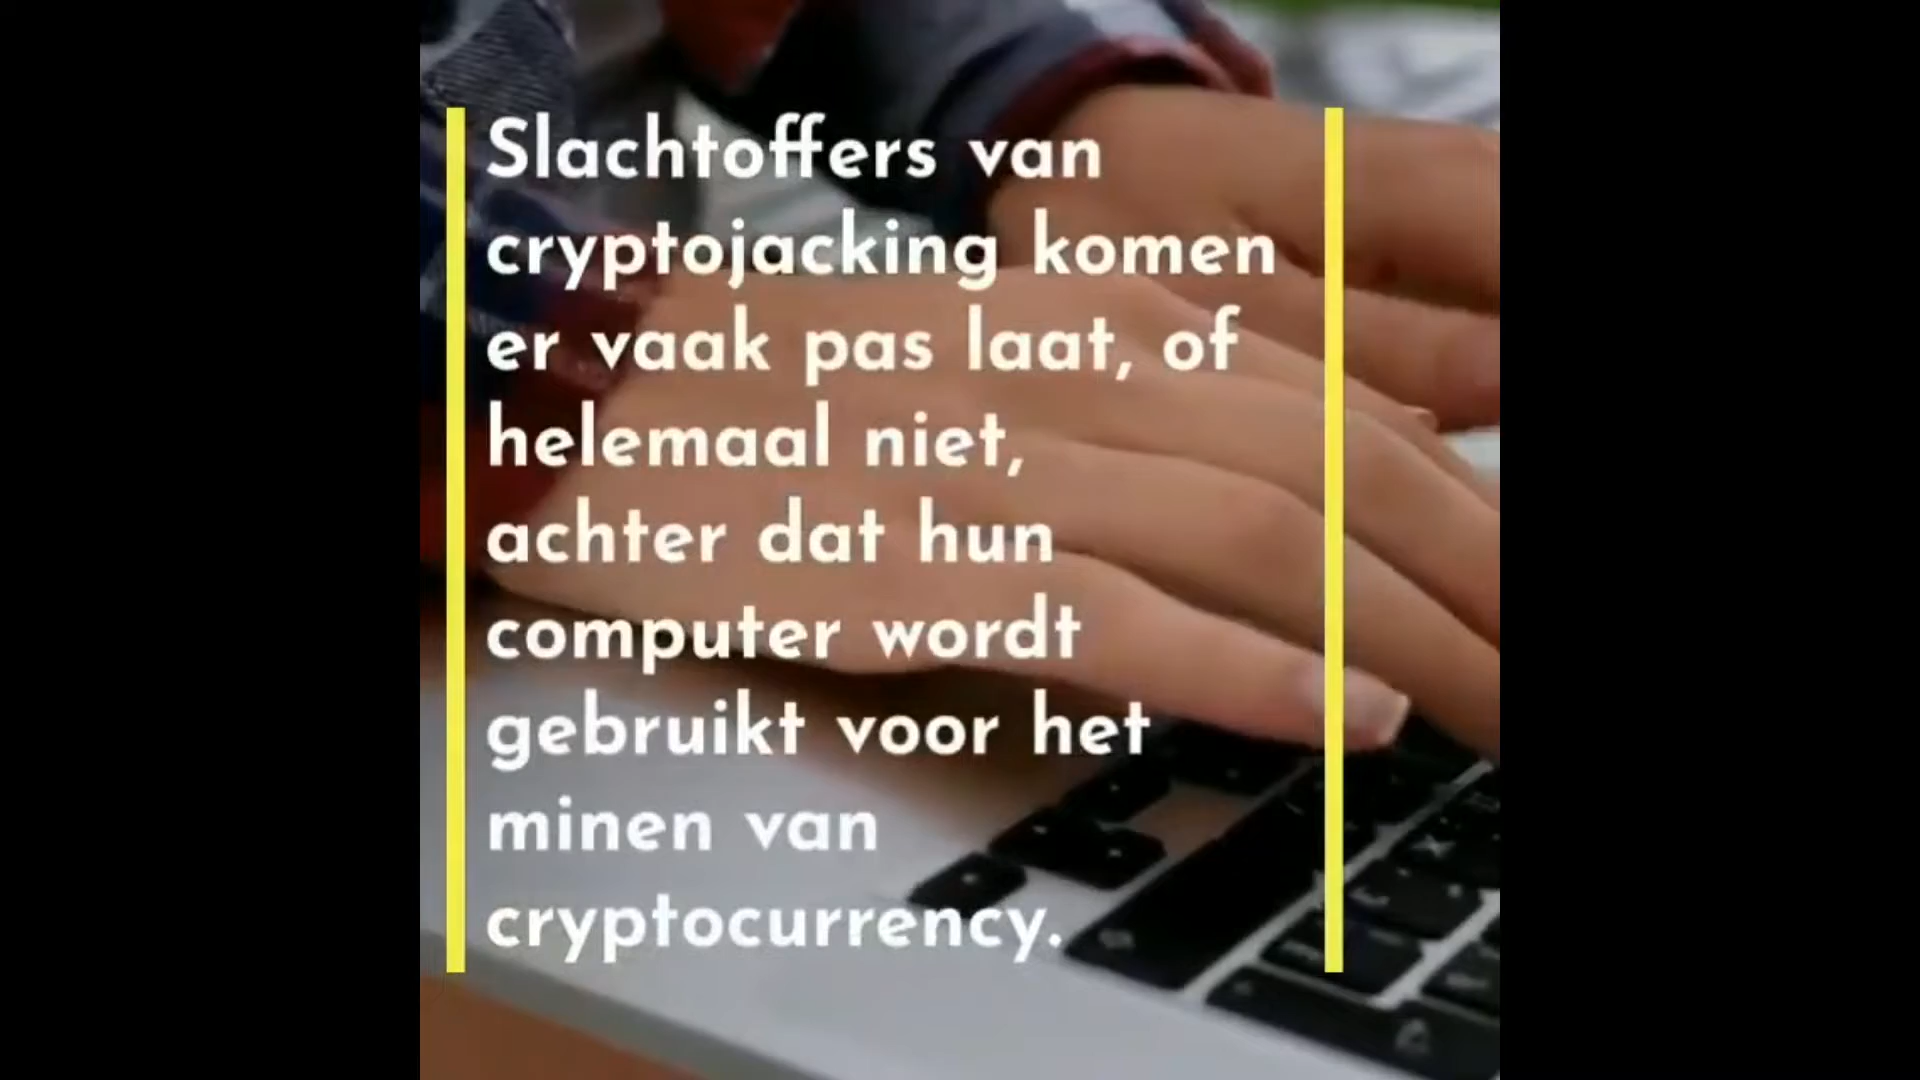 Slachtoffers van
cryptojacking komen
er vaak pas laat, of
helemaal niet,
achter dat hun
computer wordt
gebruikt voor het
minen van
cryptocurrency.